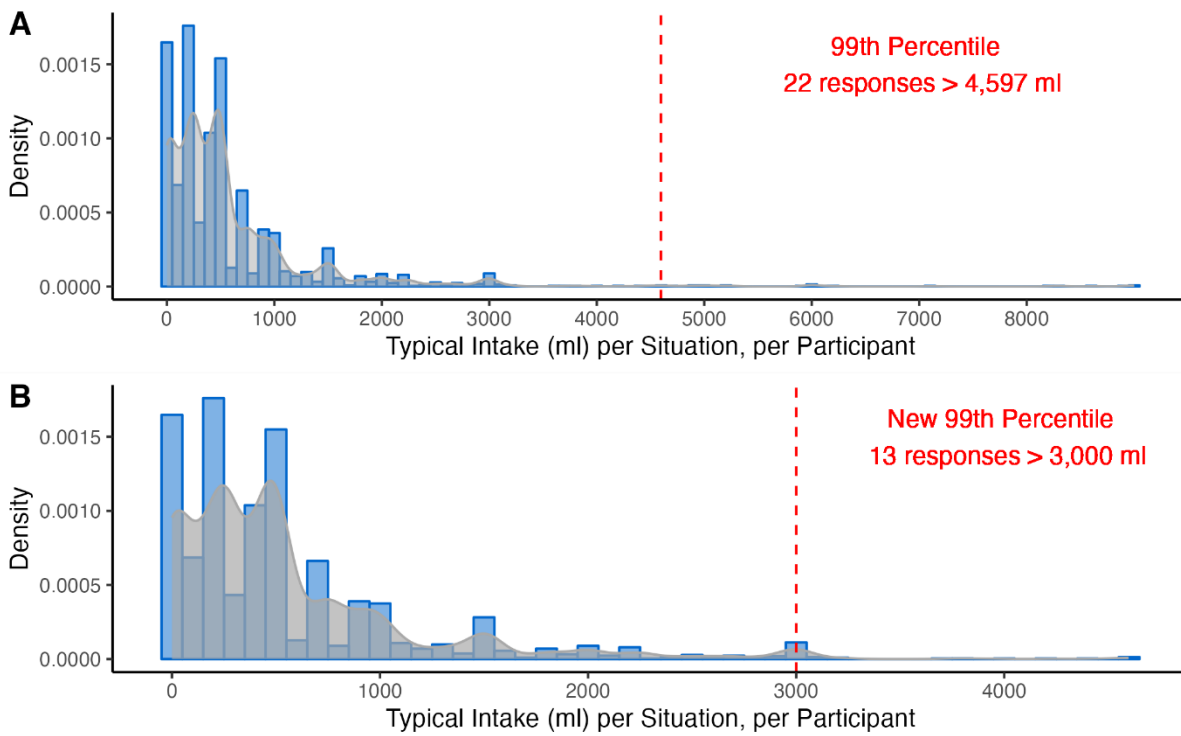 A
99th Percentile
22 responses > 4,597 ml
Density
0.0015
0.0010
0.0005
0.0000
0 1000 2000 3000 4000 5000 6000 7000 8000
Typical Intake (ml) per Situation, per Participant
B
New 99th Percentile
13 responses > 3,000 ml
Density
0.0015
0.0010
0.0005
0.0000
0 1000 2000 3000 4000
Typical Intake (ml) per Situation, per Participant